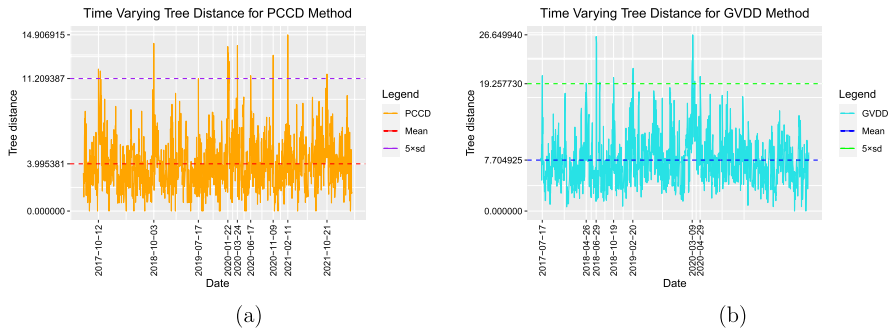 Time Varying Tree Distance for PCCD Method
14.906915
11.209387
3.995381
0.000000
Tree distance
2017-10-12
2018-10-03
2019-07-17
2020-01-22
2020-03-24
2020-06-17
2020-11-09
2021-02-11
2021-10-21
Date
Legend
PCCD
Mean
5×sd
(a)
Time Varying Tree Distance for GVDD Method
26.649940
19.257730
7.704925
0.000000
Tree distance
2017-07-17
2018-04-26
2018-06-29
2018-10-19
2019-02-20
2020-03-09
2020-04-29
Date
Legend
GVDD
Mean
5×sd
(b)